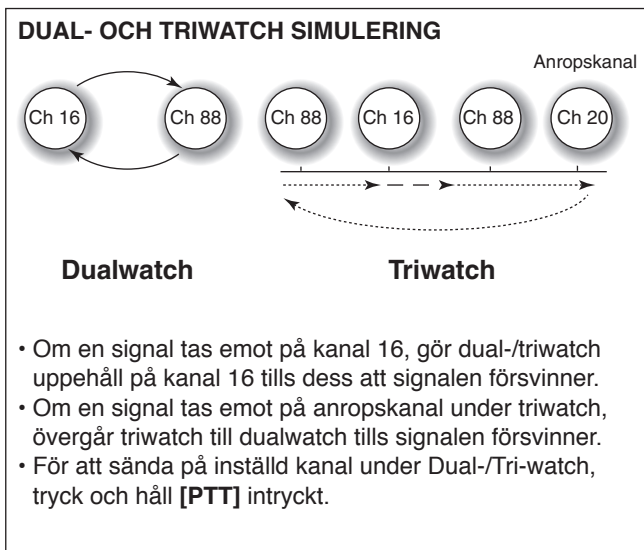 DUAL- OCH TRIWATCH SIMULERING
Anropskanal
Ch 16
Ch 88
Ch 88
Ch 16
Ch 88
Ch 20
Dualwatch
Triwatch
• Om en signal tas emot på kanal 16, gör dual-/triwatch
uppehåll på kanal 16 tills dess att signalen försvinner.
• Om en signal tas emot på anropskanal under triwatch,
övergår triwatch till dualwatch tills signalen försvinner.
• För att sända på inställd kanal under Dual-/Tri-watch,
tryck och håll [PTT] intryckt.